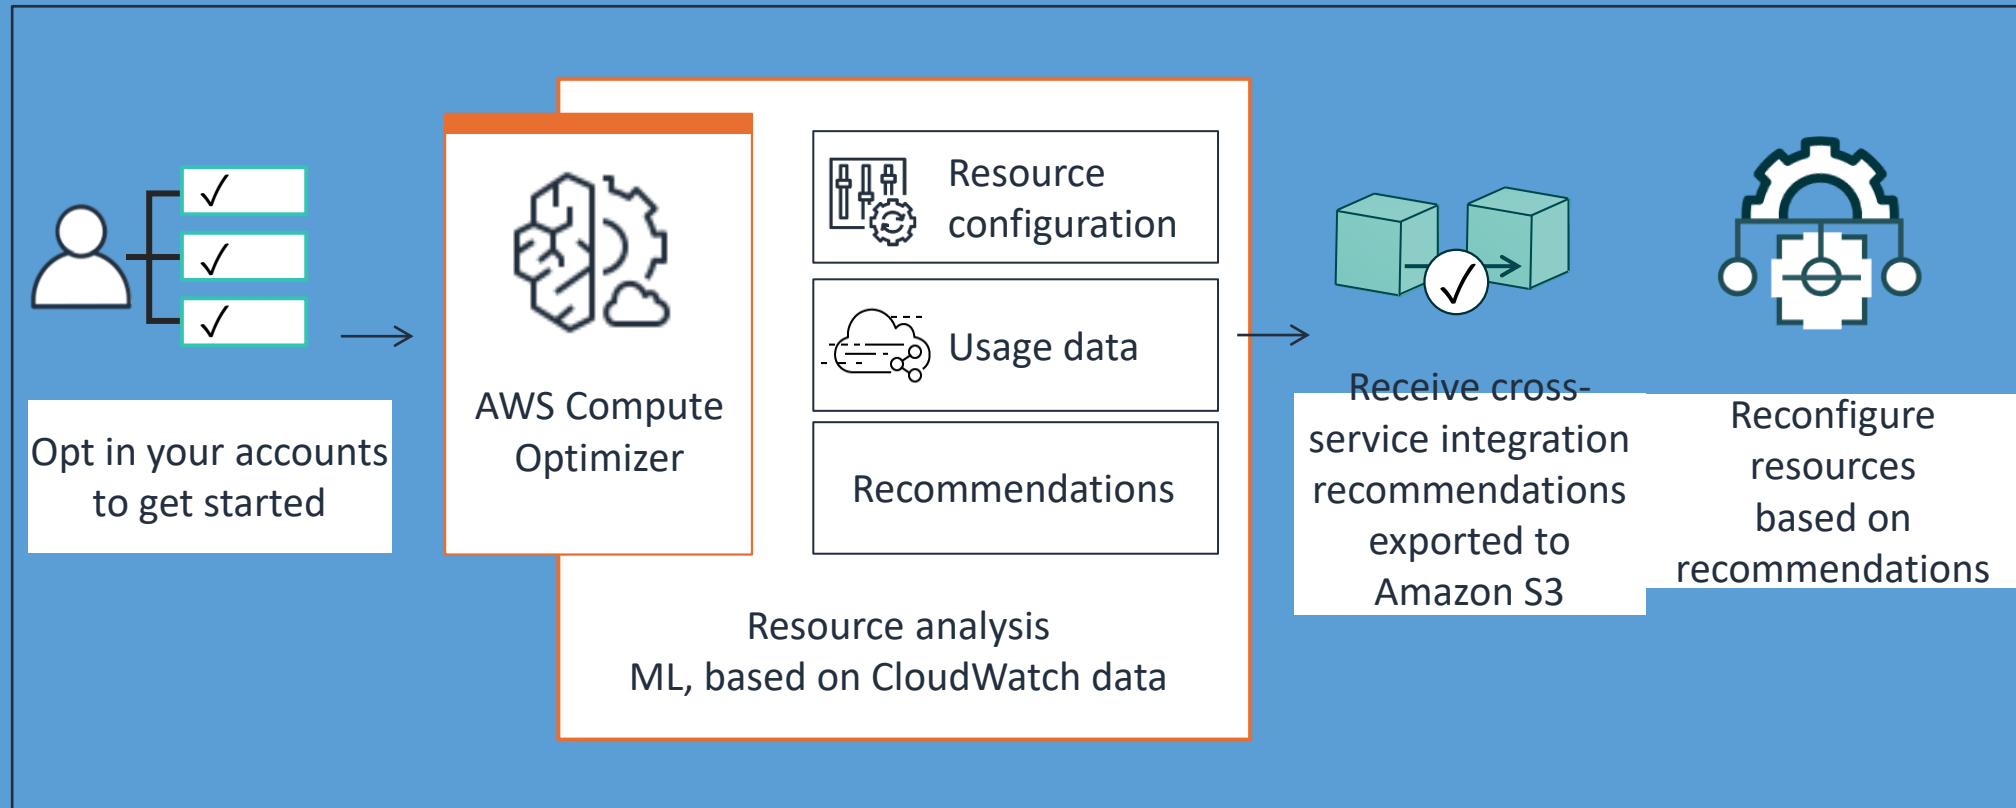 Opt in your accounts
to get started
AWS Compute
Optimizer
Resource
configuration
Usage data
Recommendations
Resource analysis
ML, based on CloudWatch data
Receive cross-
service integration
recommendations
exported to
Amazon S3
Reconfigure
resources
based on
recommendations